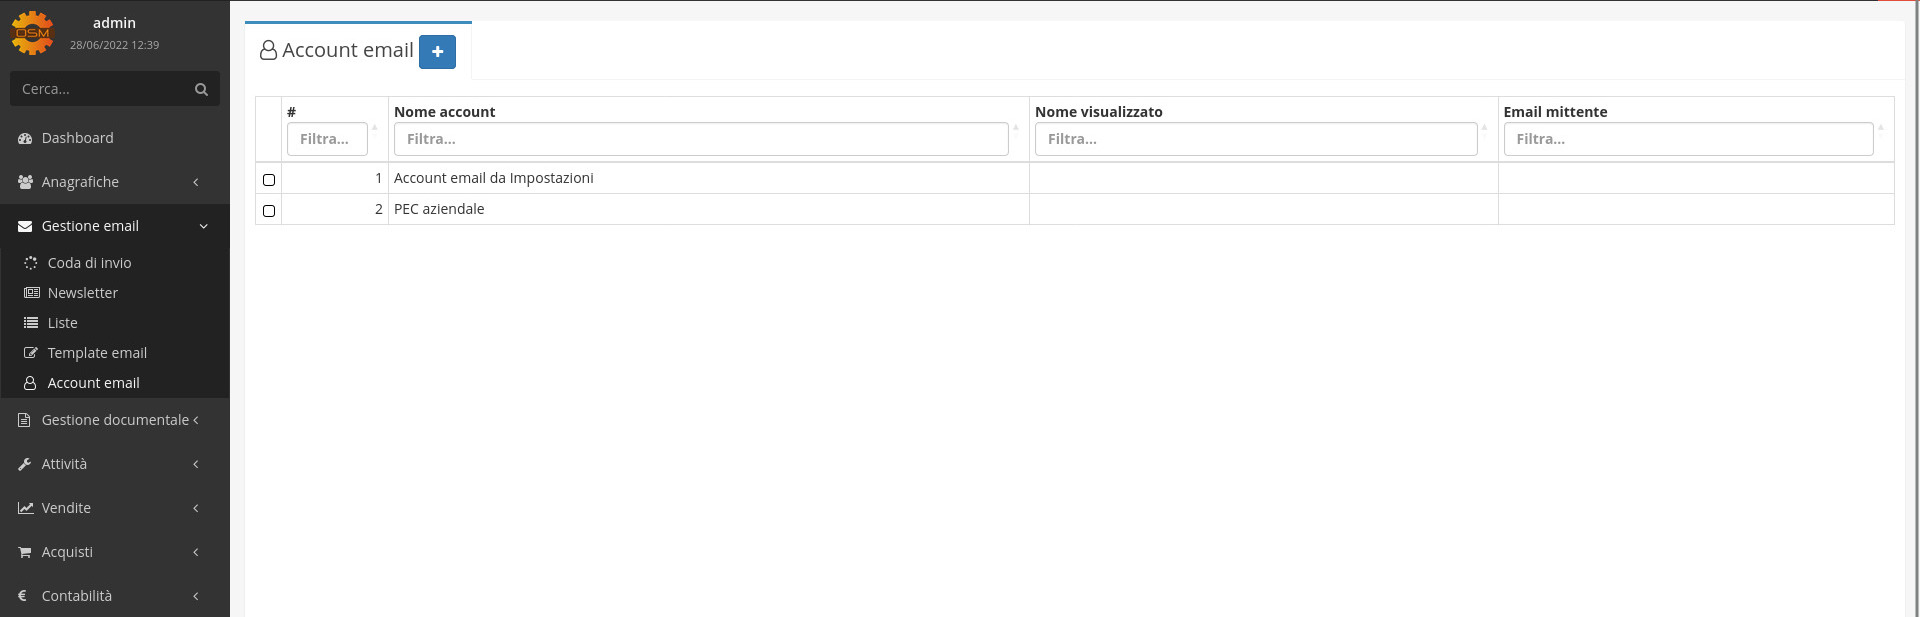 OSM
admin
28/06/2022 12:39
Cerca...
Dashboard
Anagrafiche
Gestione email
Coda di invio
Newsletter
Liste
Template email
Account email
Gestione documentale
Attività
Vendite
Acquisti
€ Contabilità
Account email +
# Nome account Nome visualizzato Email mittente
Filtra... Filtra... Filtra... Filtra...
1 Account email da Impostazioni
2 PEC aziendale